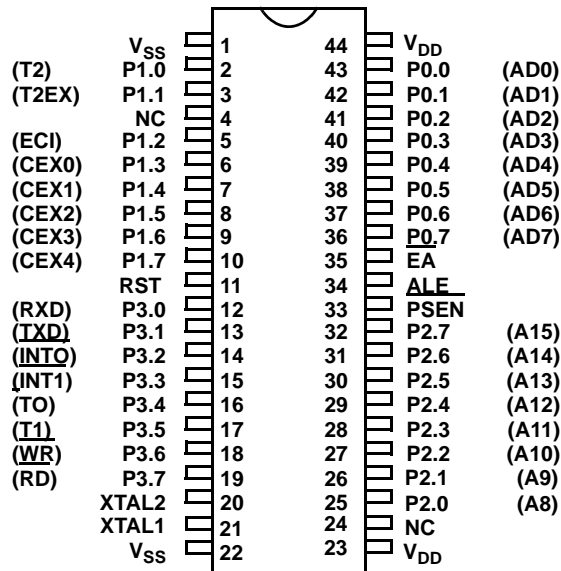 V_SS 1 44 V_DD
(T2) P1.0 2 43 P0.0 (AD0)
(T2EX) P1.1 3 42 P0.1 (AD1)
NC 4 41 P0.2 (AD2)
(ECI) P1.2 5 40 P0.3 (AD3)
(CEX0) P1.3 6 39 P0.4 (AD4)
(CEX1) P1.4 7 38 P0.5 (AD5)
(CEX2) P1.5 8 37 P0.6 (AD6)
(CEX3) P1.6 9 36 P0.7 (AD7)
(CEX4) P1.7 10 35 EA
RST 11 34 ALE
(RXD) P3.0 12 33 PSEN
(TXD) P3.1 13 32 P2.7 (A15)
(INTO) P3.2 14 31 P2.6 (A14)
(INT1) P3.3 15 30 P2.5 (A13)
(TO) P3.4 16 29 P2.4 (A12)
(T1) P3.5 17 28 P2.3 (A11)
(WR) P3.6 18 27 P2.2 (A10)
(RD) P3.7 19 26 P2.1 (A9)
XTAL2 20 25 P2.0 (A8)
XTAL1 21 24 NC
V_SS 22 23 V_DD